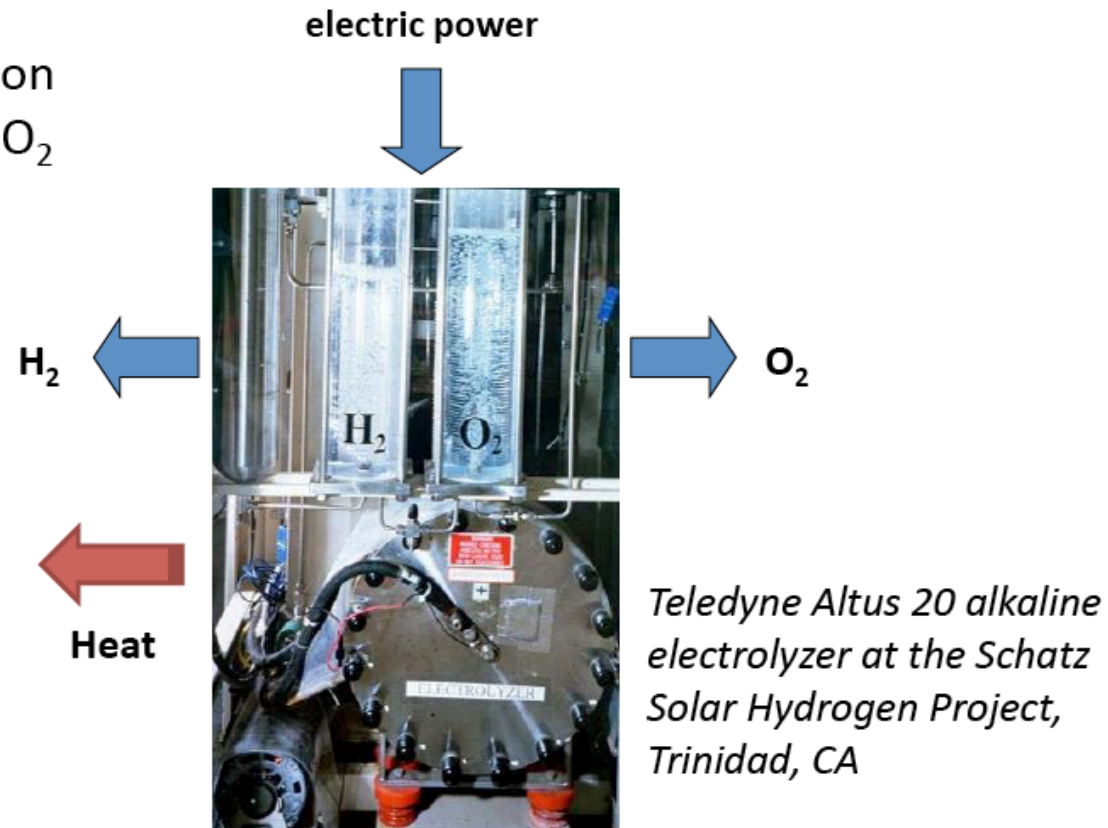 electric power
on
O₂
H₂
O₂
H₂
O₂
Heat
ELECTROLYZER
Teledyne Altus 20 alkaline
electrolyzer at the Schatz
Solar Hydrogen Project,
Trinidad, CA